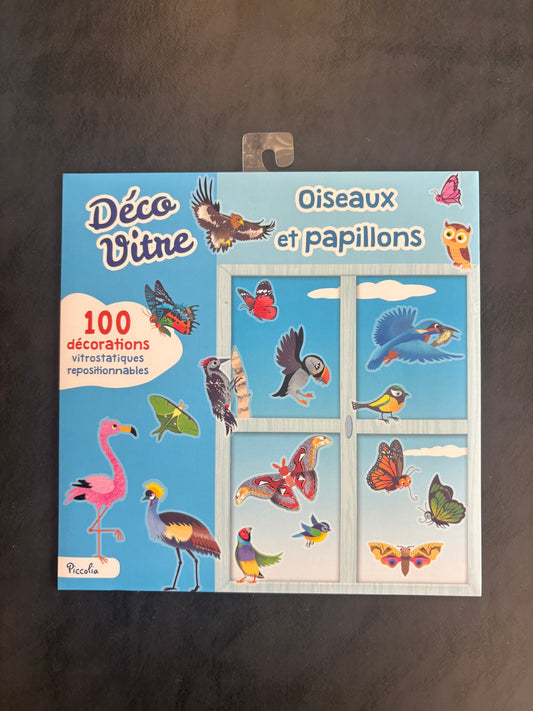 Déco
Vitre
Oiseaux
et papillons
100
décorations
vitrostatiques
repositionnables
Piccolia